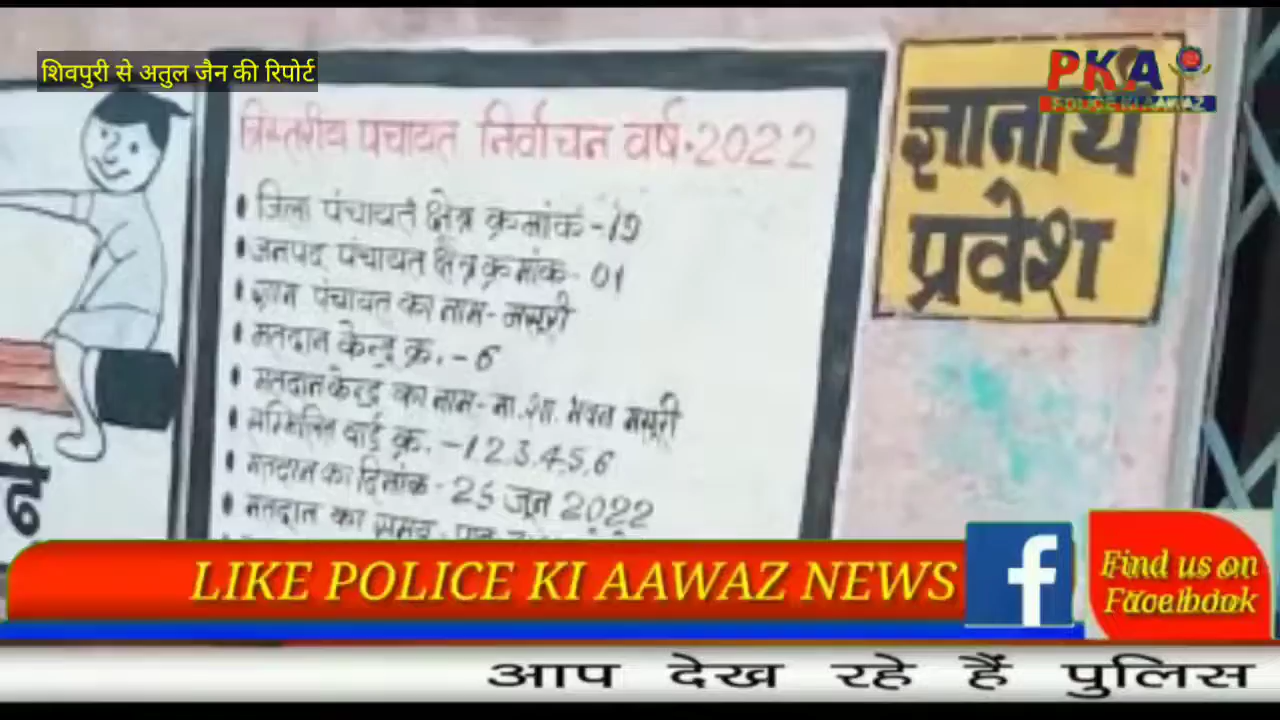 शिवपुरी से अतुल जैन की रिपोर्ट
PKA
POLICE KI AAWAZ
त्रिस्तरीय पंचायत निर्वाचन वर्ष-2022
जिला पंचायत क्षेत्र क्रमांक-19
जनपद पंचायत क्षेत्र क्रमांक- 01
ग्राम पंचायत का नाम- मसूरी
मतदान केन्द्र क्र.-6
मतदान केन्द्र का नाम- मा.शा. भवन मसूरी
सम्मिलित वार्ड क्र. -1,2,3,4,5,6
मतदान का दिनांक- 25 जून 2022
मतदान का समय-
ज्ञानार्थ
प्रवेश
ने
LIKE POLICE KI AAWAZ NEWS
f
Find us on
आप देख रहे हैं पुलिस